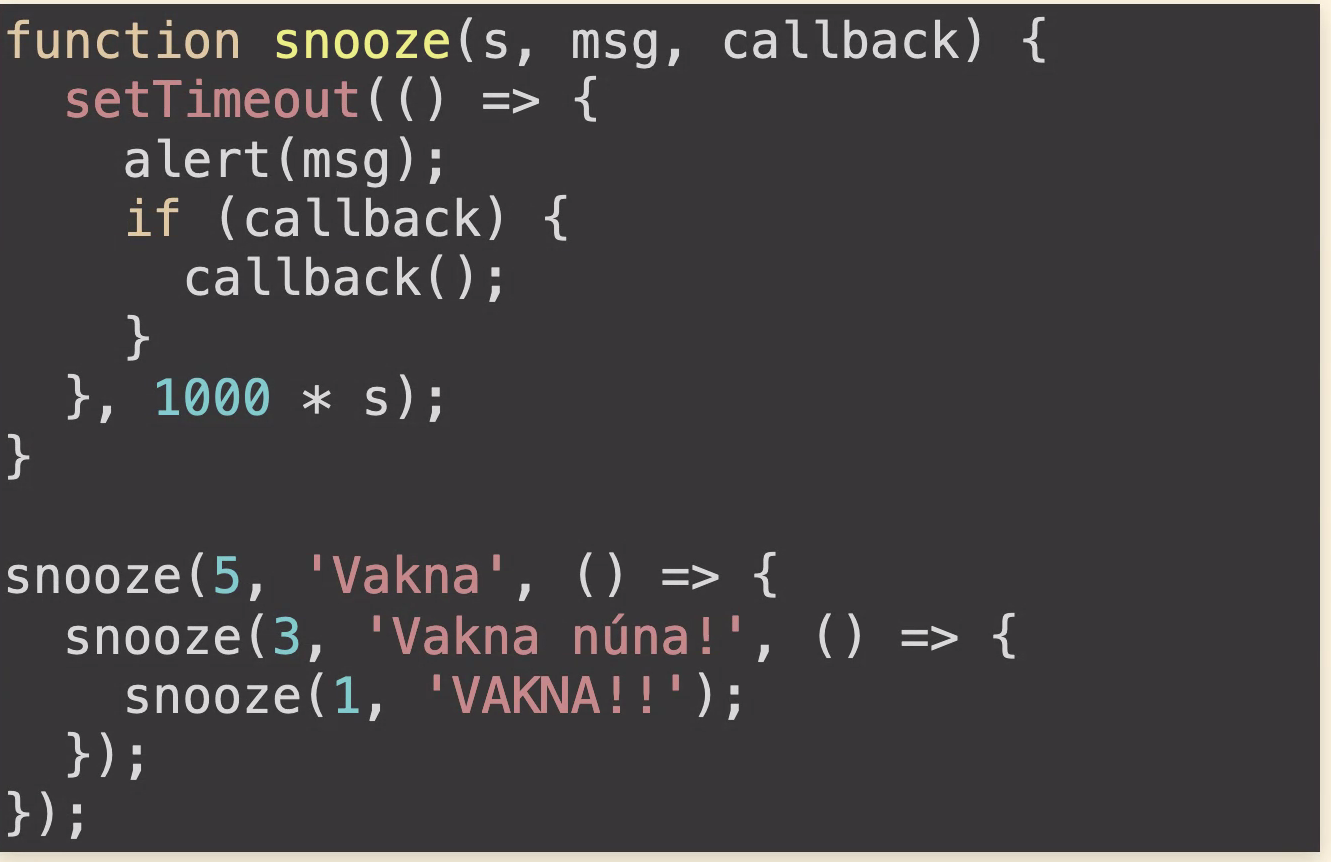 function snooze(s, msg, callback) {
  setTimeout(() => {
    alert(msg);
    if (callback) {
      callback();
    }
  }, 1000 * s);
}

snooze(5, 'Vakna', () => {
  snooze(3, 'Vakna núna!', () => {
    snooze(1, 'VAKNA!!');
  });
});